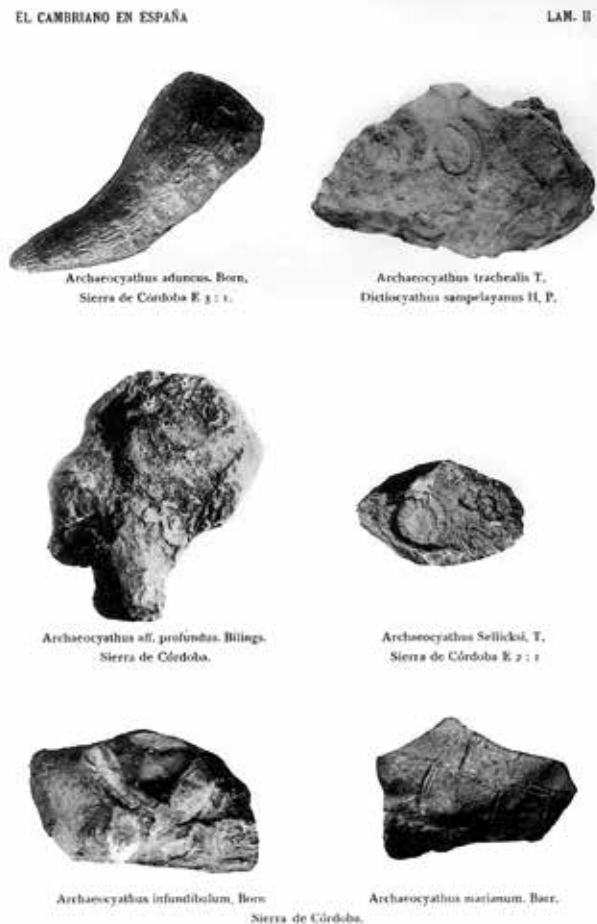 EL CAMBRIANO EN ESPAÑA
LAM. II
Archaeocyathus aduncus. Born,
Sierra de Córdoba E 3 : 1.
Archaeocyathus trachealis T.
Dictiocyathus sampelayanus H. P.
Archaeocyathus aff. profundus. Bilings.
Sierra de Córdoba.
Archaeocyathus Sellicksi, T.
Sierra de Córdoba E 2 : 1
Archaeocyathus infundibolum, Born
Archaeocyathus marianum. Barr.
Sierra de Córdoba.